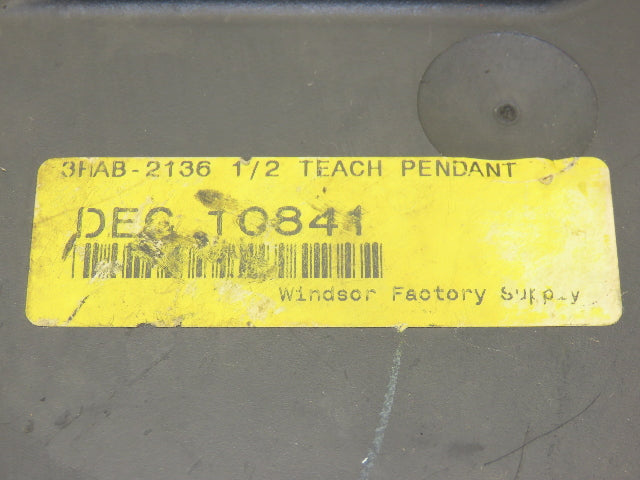 3HAB-2136 1/2 TEACH PENDANT
DEC 10841
Windsor Factory Supply